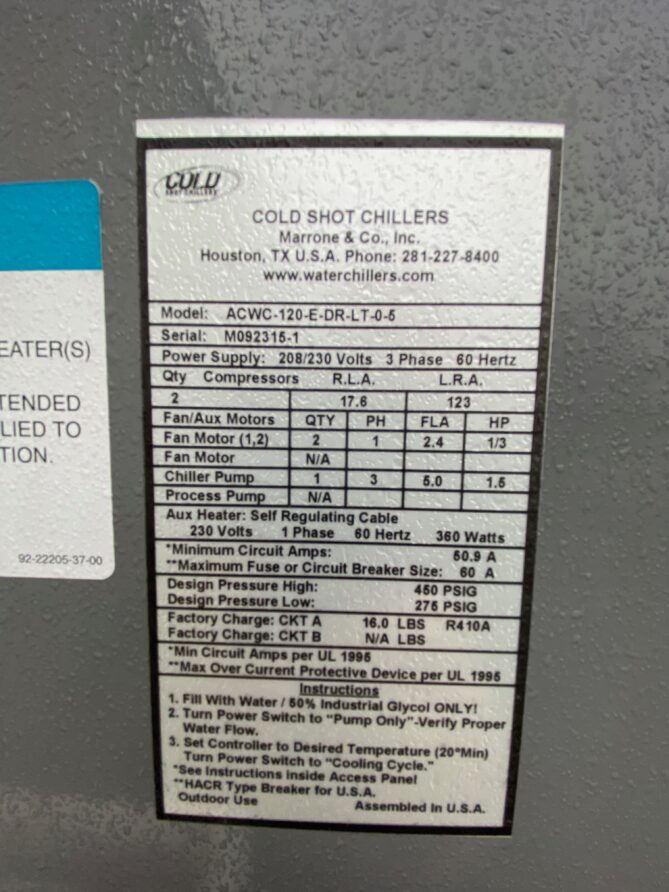 EATER(S)
TENDED
LIED TO
TION.
92-22205-37-00
COLD
SHOT CHILLERS
COLD SHOT CHILLERS
Marrone & Co., Inc.
Houston, TX U.S.A. Phone: 281-227-8400
www.waterchillers.com
Model: ACWC-120-E-DR-LT-0-5
Serial: M092315-1
Power Supply: 208/230 Volts 3 Phase 60 Hertz
Qty Compressors R.L.A. L.R.A.
2 17.6 123
Fan/Aux Motors QTY PH FLA HP
Fan Motor (1,2) 2 1 2.4 1/3
Fan Motor N/A
Chiller Pump 1 3 5.0 1.5
Process Pump N/A
Aux Heater: Self Regulating Cable
230 Volts 1 Phase 60 Hertz 360 Watts
*Minimum Circuit Amps: 50.9 A
**Maximum Fuse or Circuit Breaker Size: 60 A
Design Pressure High: 450 PSIG
Design Pressure Low: 275 PSIG
Factory Charge: CKT A 16.0 LBS R410A
Factory Charge: CKT B N/A LBS
*Min Circuit Amps per UL 1995
**Max Over Current Protective Device per UL 1995
Instructions
1. Fill With Water / 50% Industrial Glycol ONLY!
2. Turn Power Switch to "Pump Only"-Verify Proper
Water Flow.
3. Set Controller to Desired Temperature (20°Min)
Turn Power Switch to "Cooling Cycle."
*See Instructions Inside Access Panel
**HACR Type Breaker for U.S.A.
Outdoor Use Assembled In U.S.A.